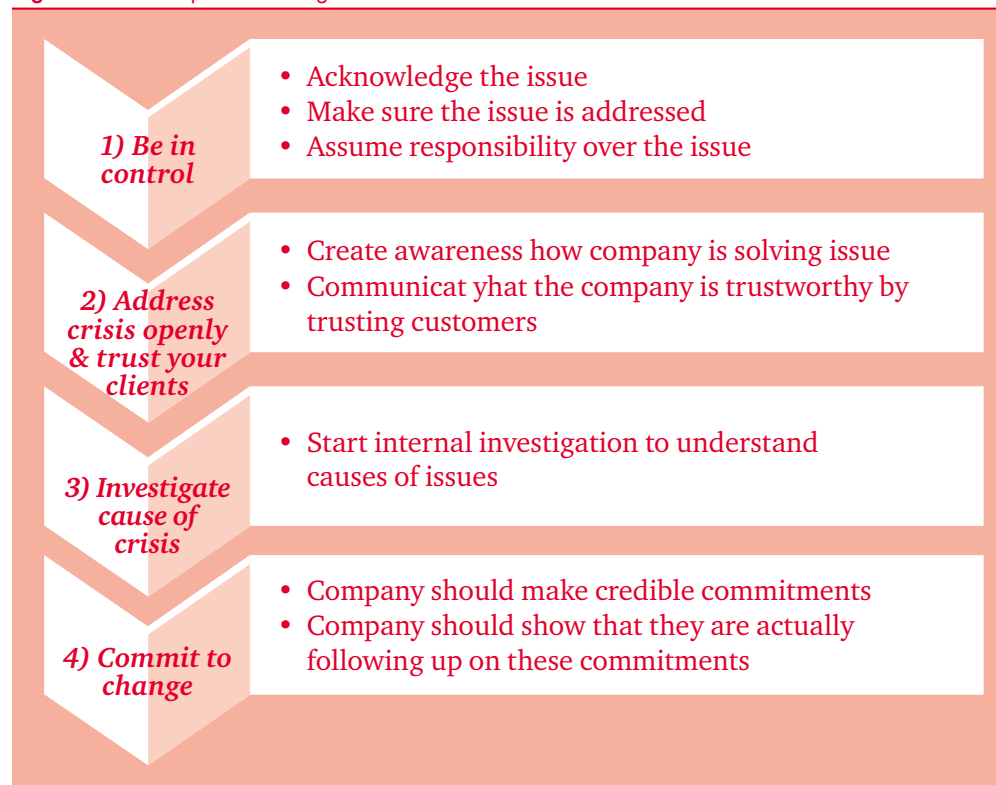 • Acknowledge the issue
• Make sure the issue is addressed
• Assume responsibility over the issue
1) Be in
control
• Create awareness how company is solving issue
• Communicat yhat the company is trustworthy by
trusting customers
2) Address
crisis openly
& trust your
clients
• Start internal investigation to understand
causes of issues
3) Investigate
cause of
crisis
• Company should make credible commitments
• Company should show that they are actually
following up on these commitments
4) Commit to
change